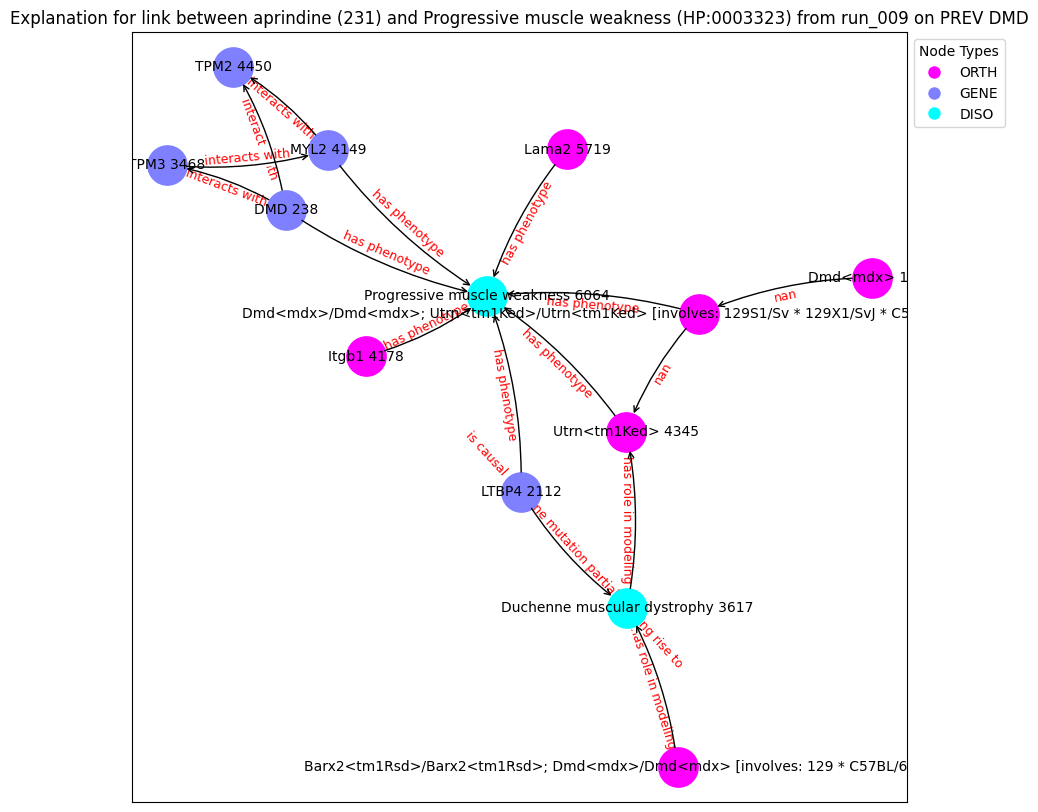 Explanation for link between aprindine (231) and Progressive muscle weakness (HP:0003323) from run_009 on PREV DMD
Node Types
ORTH
GENE
DISO
TPM2 4450
interacts with
MYL2 4149
interact
ith
interacts with
TPM3 3468
interacts with
DMD 238
Lama2 5719
has phenotype
has phenotype
has phenotype
Dmd<mdx> 1
nan
Progressive muscle weakness 6064
has phenotype
Dmd<mdx>/Dmd<mdx>; Utrn<tm1Ked>/Utrn<tm1Ked> [involves: 129S1/Sv * 129X1/SvJ * C5
has phenotype
Itgb1 4178
has phenotype
has phenotype
nan
Utrn<tm1Ked> 4345
is causal
LTBP4 2112
ne mutation partia
has role in modeling
Duchenne muscular dystrophy 3617
ng rise to
has role in modeling
Barx2<tm1Rsd>/Barx2<tm1Rsd>; Dmd<mdx>/Dmd<mdx> [involves: 129 * C57BL/6